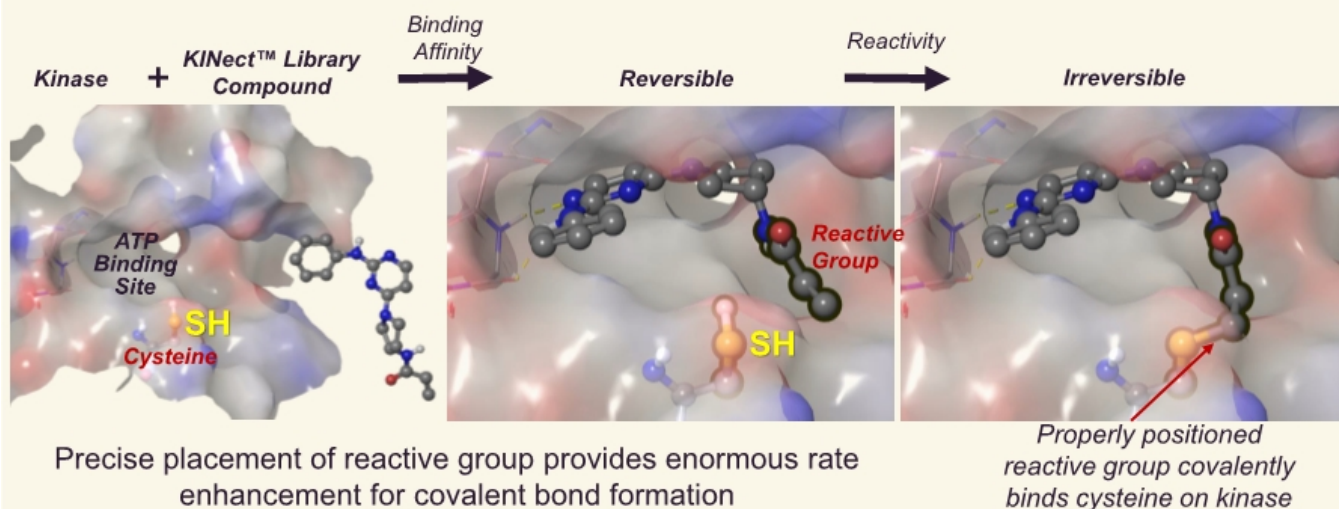 Binding
Affinity
Reactivity
Kinase + KINect™ Library
Compound
Reversible
Irreversible
ATP
Binding
Site
SH
Cysteine
Reactive
Group
SH
Precise placement of reactive group provides enormous rate
enhancement for covalent bond formation
Properly positioned
reactive group covalently
binds cysteine on kinase